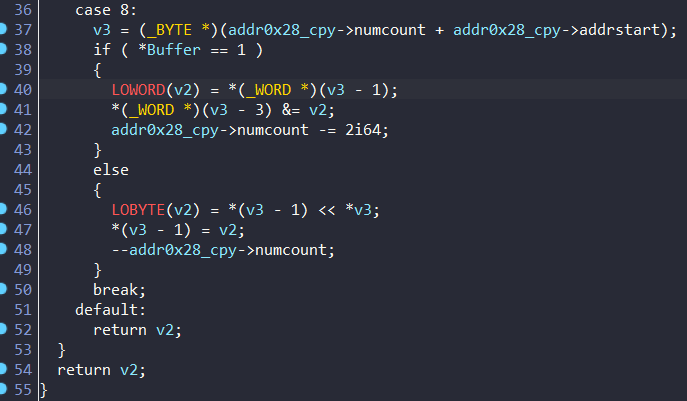 36 case 8:
37 v3 = (_BYTE *)(addr0x28_cpy->numcount + addr0x28_cpy->addrstart);
38 if ( *Buffer == 1 )
39 {
40 LOWORD(v2) = *(_WORD *)(v3 - 1);
41 *(_WORD *)(v3 - 3) &= v2;
42 addr0x28_cpy->numcount -= 2i64;
43 }
44 else
45 {
46 LOBYTE(v2) = *(v3 - 1) << *v3;
47 *(v3 - 1) = v2;
48 --addr0x28_cpy->numcount;
49 }
50 break;
51 default:
52 return v2;
53 }
54 return v2;
55 }